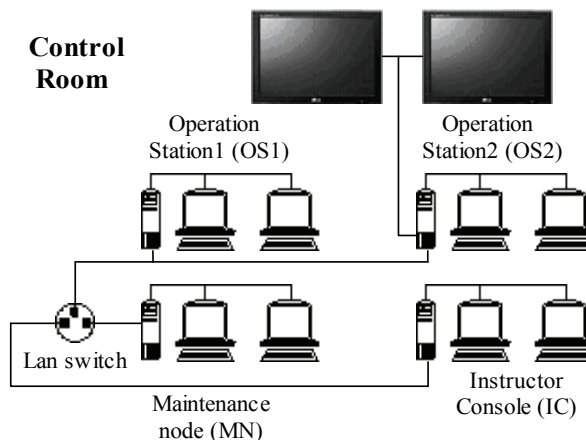 Control
Room
Operation
Station1 (OS1)
Operation
Station2 (OS2)
Lan switch
Maintenance
node (MN)
Instructor
Console (IC)